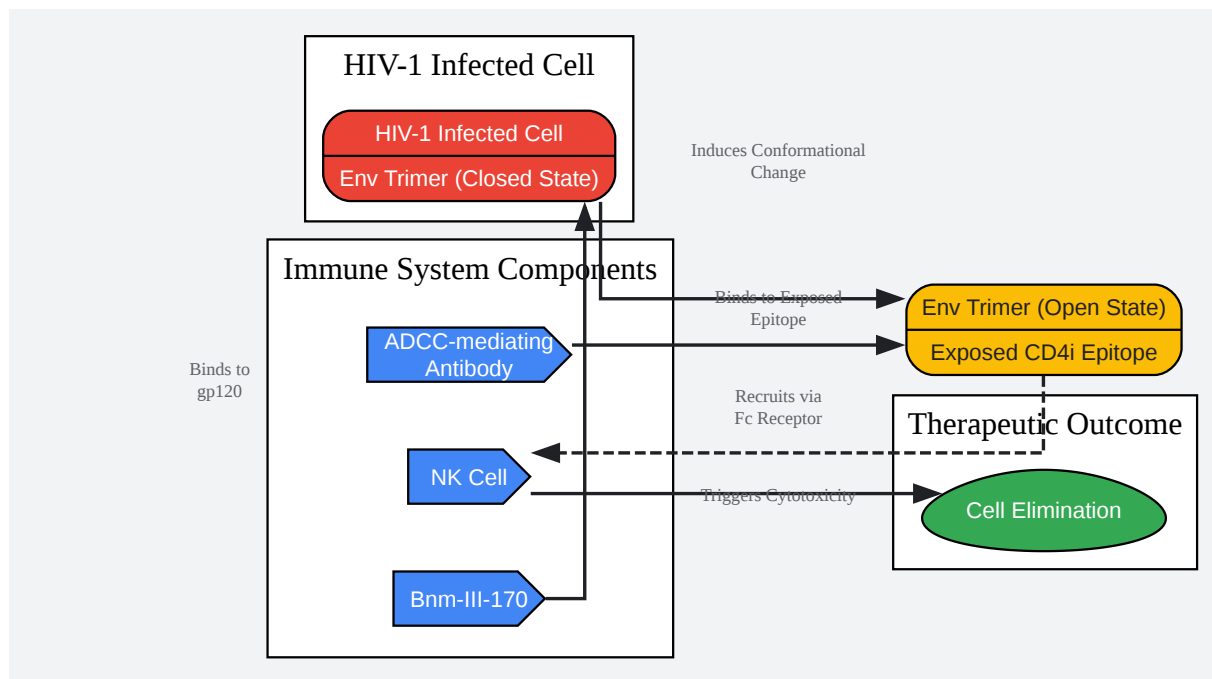 HIV-1 Infected Cell
HIV-1 Infected Cell
Env Trimer (Closed State)
Induces Conformational
Change
Immune System Components
Binds to Exposed
Epitope
Env Trimer (Open State)
Exposed CD4i Epitope
ADCC-mediating
Antibody
Binds to
gp120
Recruits via
Fc Receptor
Therapeutic Outcome
NK Cell
Triggers Cytotoxicity
Cell Elimination
Bnm-III-170